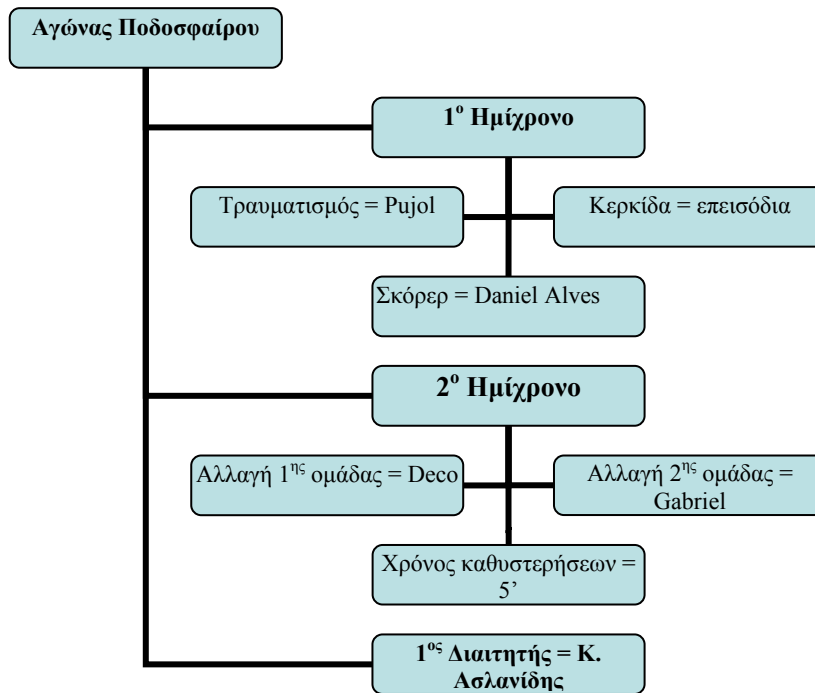 Αγώνας Ποδοσφαίρου
1ο Ημίχρονο
Τραυματισμός = Pujol
Κερκίδα = επεισόδια
Σκόρερ = Daniel Alves
2ο Ημίχρονο
Αλλαγή 1ης ομάδας = Deco
Αλλαγή 2ης ομάδας =
Gabriel
Χρόνος καθυστερήσεων =
5’
1ος Διαιτητής = Κ.
Ασλανίδης